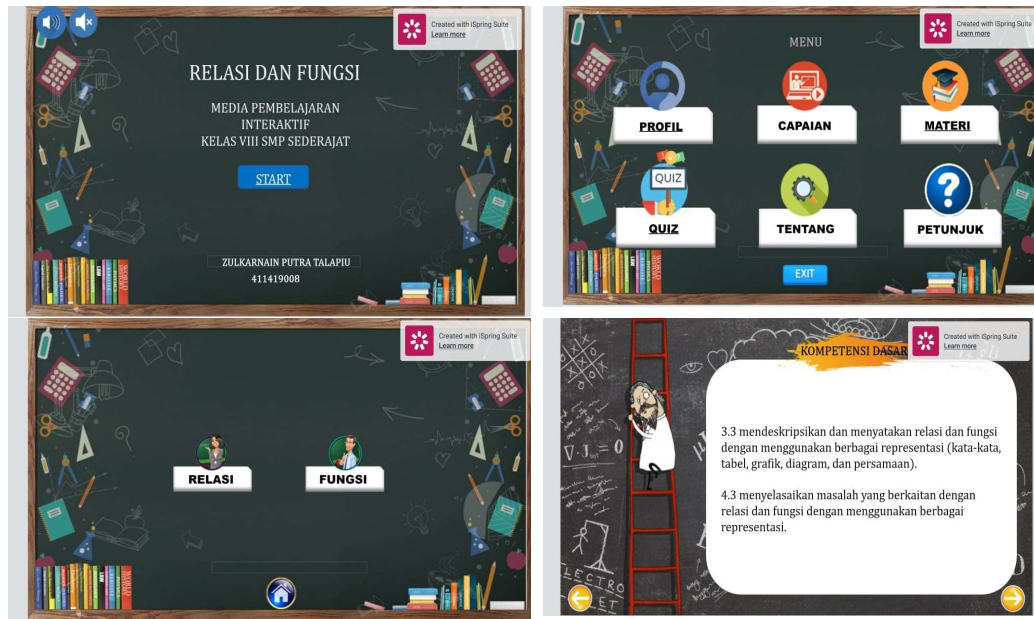 Created with iSpring Suite
Learn more
RELASI DAN FUNGSI
MEDIA PEMBELAJARAN
INTERAKTIF
KELAS VIII SMP SEDERAJAT
START
ZULKARNAIN PUTRA TALAPIU
411419008
Created with iSpring Suite
Learn more
MENU
PROFIL
CAPAIAN
MATERI
QUIZ
QUIZ
TENTANG
PETUNJUK
EXIT
Created with iSpring Suite
Learn more
RELASI
FUNGSI
Created with iSpring Suite
Learn more
KOMPETENSI DASAR
3.3 mendeskripsikan dan menyatakan relasi dan fungsi
dengan menggunakan berbagai representasi (kata-kata,
tabel, grafik, diagram, dan persamaan).
4.3 menyelasaikan masalah yang berkaitan dengan
relasi dan fungsi dengan menggunakan berbagai
representasi.